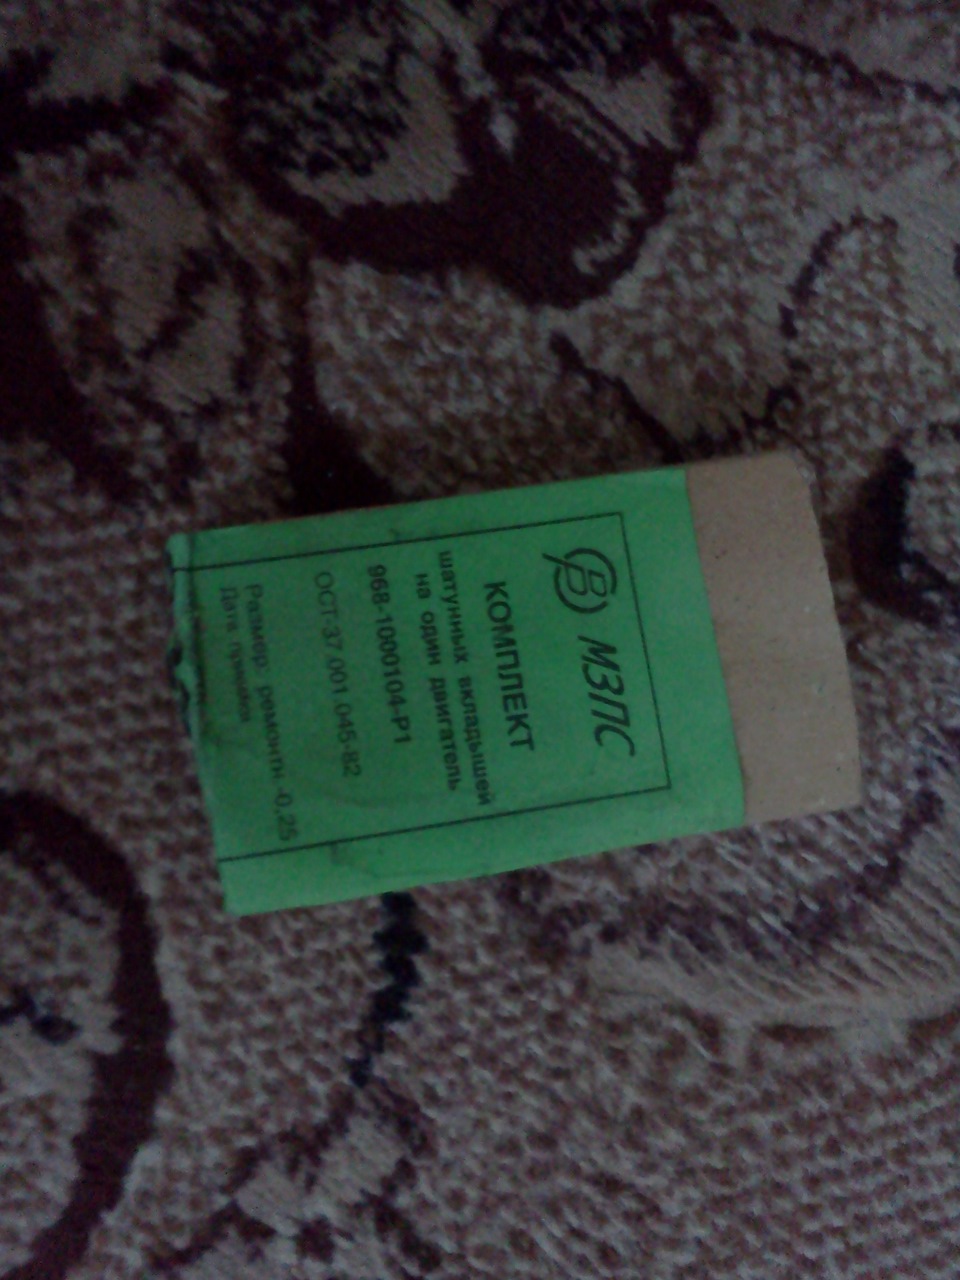 МЗПС
КОМПЛЕКТ
шатунных вкладышей
на один двигатель
968-1000104-Р1
ОСТ-37.001.045-82
Размер: ремонтн.-0,25
Дата